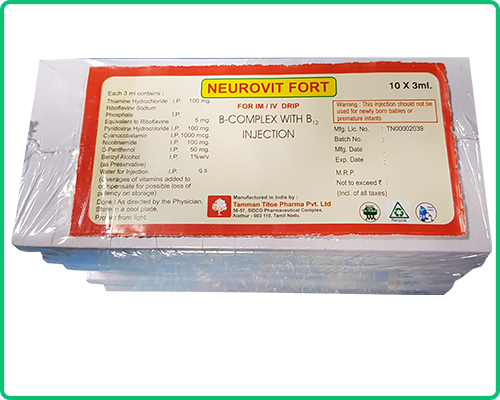 NEUROVIT FORT
10 X 3ml.
Each 3 ml contains :
Thiamine Hydrochloride I.P. 100 mg.
Riboflavine Sodium
Phosphate I.P.
Equivalent to Riboflavine 5 mg.
Pyridoxing Hydrochloride I.P. 100 mg.
Cyanocobalamin I.P. 1000 mcg
Nicotinamide I.P. 100 mg.
D-Panthenol I.P. 50 mg.
Benzyl Alcohol I.P. 1%w/v
(as Preservative)
Water for Injection I.P. q.s.
(Overages of vitamins added to
compensate for possible loss of
potency on storage)
Dose : As directed by the Physician.
Store in a cool place.
Protect from light.
FOR IM / IV DRIP
B-COMPLEX WITH B12
INJECTION
Manufactured in India by :
Tamman Titoe Pharma Pvt. Ltd
M-57, SIDCO Pharmaceutical Complex,
Alathur - 603 110, Tamil Nadu.
Warning : This injection should not be
used for newly born babies or
premature infants
Mfg. Lic. No. : TN00002039
Batch No. :
Mfg. Date :
Exp. Date :
M.R.P
Not to exceed ₹ :
(Incl. of all taxes)
Recycle